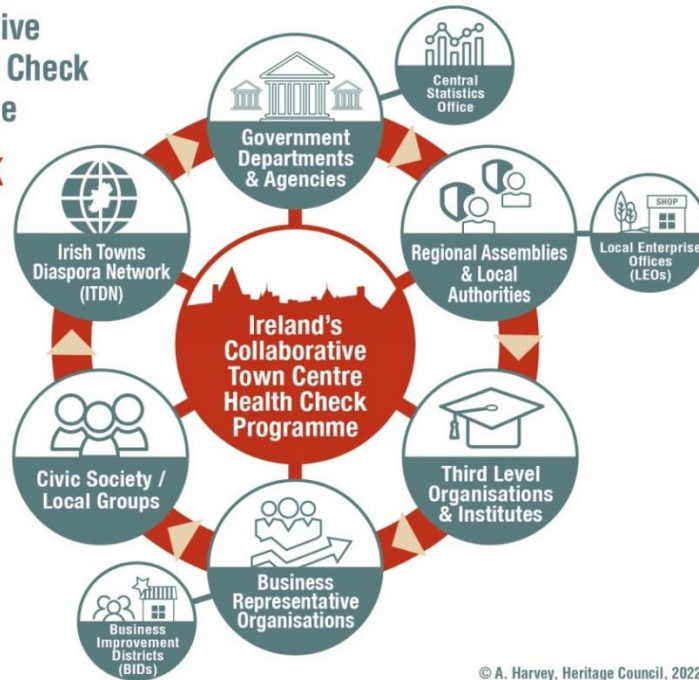 ive
Check
e
k
Central
Statistics
Office
Government
Departments
& Agencies
Irish Towns
Diaspora Network
(ITDN)
Regional Assemblies
& Local
Authorities
SHOP
Local Enterprise
Offices
(LEOs)
Ireland's
Collaborative
Town Centre
Health Check
Programme
Civic Society /
Local Groups
Third Level
Organisations
& Institutes
Business
Representative
Organisations
Business
Improvement
Districts
(BIDs)
© A. Harvey, Heritage Council, 2022